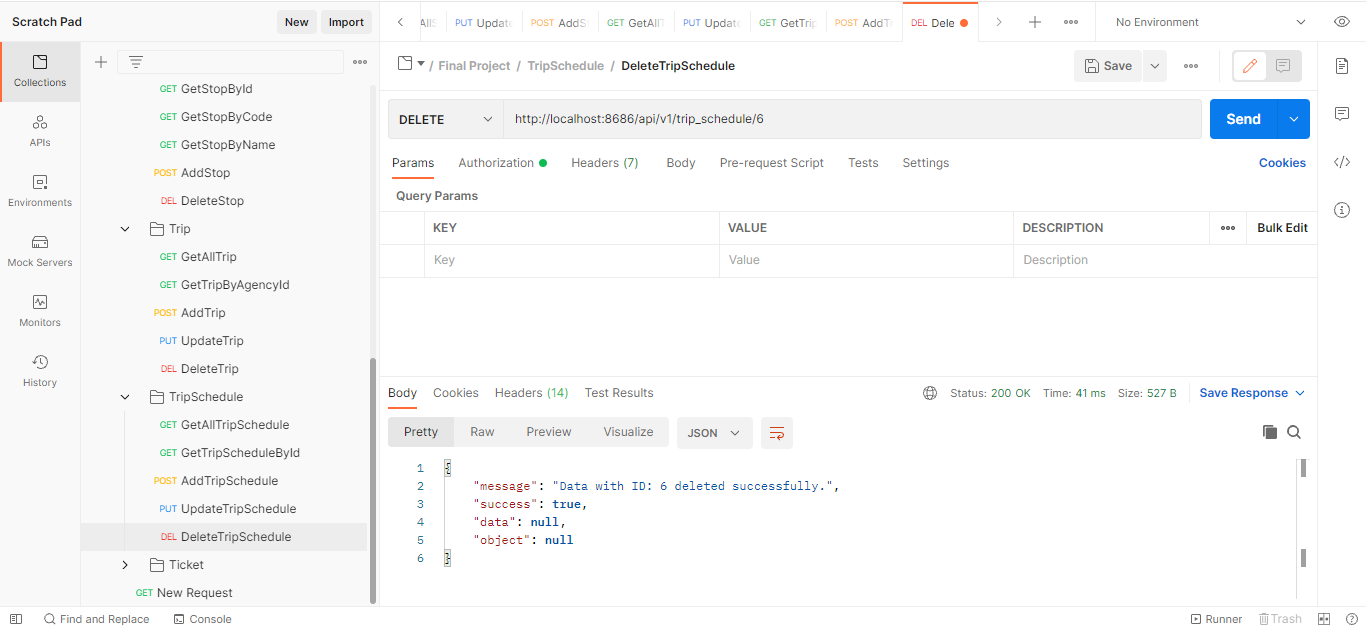 Scratch Pad
New
Import
PUT Update
POST AddS
GET GetAllT
PUT Update
GET GetTrip
POST AddT
DEL Dele
No Environment
Collections
APIs
Environments
Mock Servers
Monitors
History
GET GetStopById
GET GetStopByCode
GET GetStopByName
POST AddStop
DEL DeleteStop
Trip
GET GetAllTrip
GET GetTripByAgencyId
POST AddTrip
PUT UpdateTrip
DEL DeleteTrip
TripSchedule
GET GetAllTripSchedule
GET GetTripScheduleById
POST AddTripSchedule
PUT UpdateTripSchedule
DEL DeleteTripSchedule
Ticket
GET New Request
/ Final Project / TripSchedule / DeleteTripSchedule
Save
DELETE
http://localhost:8686/api/v1/trip_schedule/6
Send
Params
Authorization
Headers (7)
Body
Pre-request Script
Tests
Settings
Cookies
Query Params
KEY VALUE DESCRIPTION
Bulk Edit
Key Value Description
Body
Cookies
Headers (14)
Test Results
Status: 200 OK
Time: 41 ms
Size: 527 B
Save Response
Pretty
Raw
Preview
Visualize
JSON
1 {
2 "message": "Data with ID: 6 deleted successfully.",
3 "success": true,
4 "data": null,
5 "object": null
6 }
Find and Replace
Console
Runner
Trash